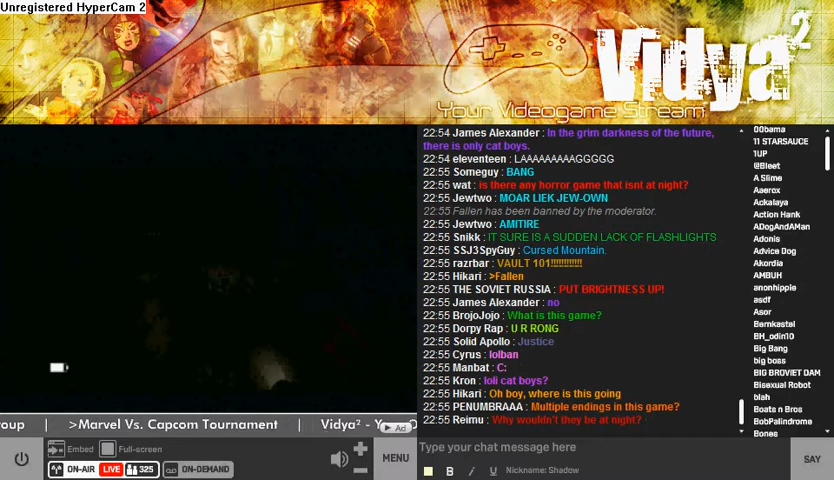 Unregistered HyperCam 2
Vidya²
Your Videogame Stream
22:54 James Alexander : In the grim darkness of the future,
there is only cat boys.
22:54 eleventeen : LAAAAAAAAAGGGGG
22:55 Someguy : BANG
22:55 wat : is there any horror game that isnt at night?
22:55 Jewtwo : MOAR LIEK JEW-OWN
22:55 Fallen has been banned by the moderator.
22:55 Jewtwo : AMITIRE
22:55 Snikk : IT SURE IS A SUDDEN LACK OF FLASHLIGHTS
22:55 SSJ3SpyGuy : Cursed Mountain.
22:55 razrbar : VAULT 101!!!!!!!!!!!!
22:55 Hikari : >Fallen
22:55 THE SOVIET RUSSIA : PUT BRIGHTNESS UP!
22:55 James Alexander : no
22:55 BrojoJojo : What is this game?
22:55 Dorpy Rap : U R RONG
22:55 Solid Apollo : Justice
22:55 Cyrus : lolban
22:55 Manbat : C:
22:55 Kron : loli cat boys?
22:55 Hikari : Oh boy, where is this going
22:55 PENUMBRAAA : Multiple endings in this game?
22:55 Reimu : Why wouldn't they be at night?
00bama
11 STARSAUCE
1UP
@Bleet
A Slime
Aaerox
Ackalaya
Action Hank
ADogAndAMan
Adonis
Advice Dog
Akordia
AMBUH
anonhippie
asdf
Asor
Bernkastal
BH_odin10
Big Bang
big boss
BIG BROVIET DAM
Bisexual Robot
blah
Boats n Bros
BobPalindrome
Bones
oup | >Marvel Vs. Capcom Tournament | Vidya² - Y
Ad
Embed Full-screen
ON-AIR LIVE 325 ON-DEMAND
MENU
Type your chat message here
B I U Nickname: Shadow
SAY